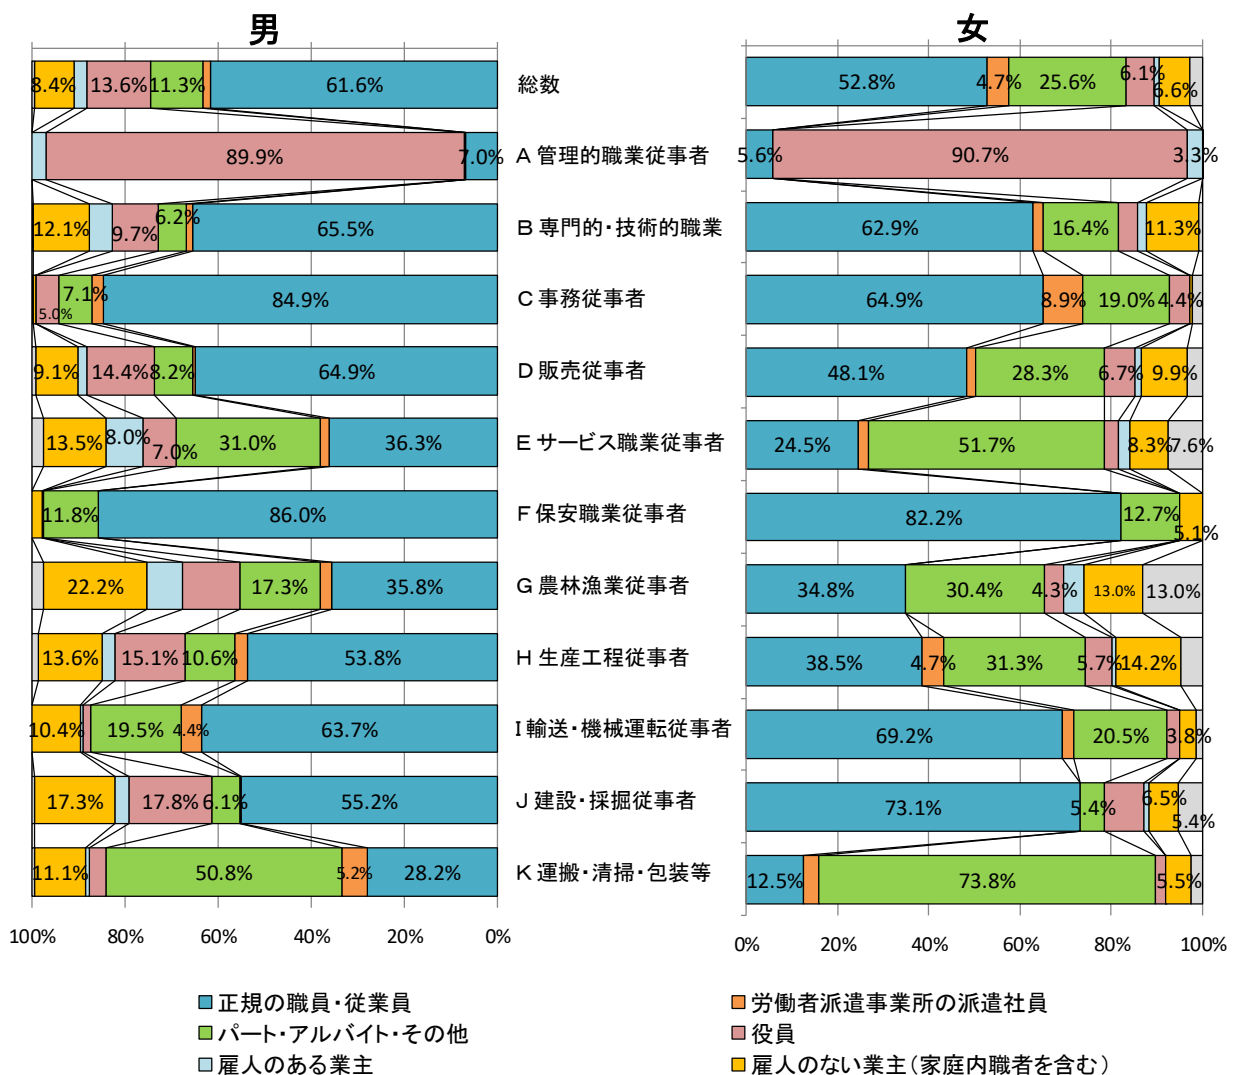 男 女
8.4% 13.6% 11.3% 61.6% 総数 52.8% 4.7% 25.6% 6.1% 6.6%
89.9% 7.0% A 管理的職業従事者 5.6% 90.7% 3.3%
12.1% 9.7% 6.2% 65.5% B 専門的・技術的職業 62.9% 16.4% 11.3%
5.0% 7.1% 84.9% C 事務従事者 64.9% 8.9% 19.0% 4.4%
9.1% 14.4% 8.2% 64.9% D 販売従事者 48.1% 28.3% 6.7% 9.9%
13.5% 8.0% 7.0% 31.0% 36.3% E サービス職業従事者 24.5% 51.7% 8.3% 7.6%
11.8% 86.0% F 保安職業従事者 82.2% 12.7% 5.1%
22.2% 17.3% 35.8% G 農林漁業従事者 34.8% 30.4% 4.3% 13.0% 13.0%
13.6% 15.1% 10.6% 53.8% H 生産工程従事者 38.5% 4.7% 31.3% 5.7% 14.2%
10.4% 19.5% 4.4% 63.7% I 輸送・機械運転従事者 69.2% 20.5% 3.8%
17.3% 17.8% 6.1% 55.2% J 建設・採掘従事者 73.1% 5.4% 6.5% 5.4%
11.1% 50.8% 5.2% 28.2% K 運搬・清掃・包装等 12.5% 73.8% 5.5%
100% 80% 60% 40% 20% 0% 0% 20% 40% 60% 80% 100%
正規の職員・従業員 労働者派遣事業所の派遣社員
パート・アルバイト・その他 役員
雇人のある業主 雇人のない業主(家庭内職者を含む)